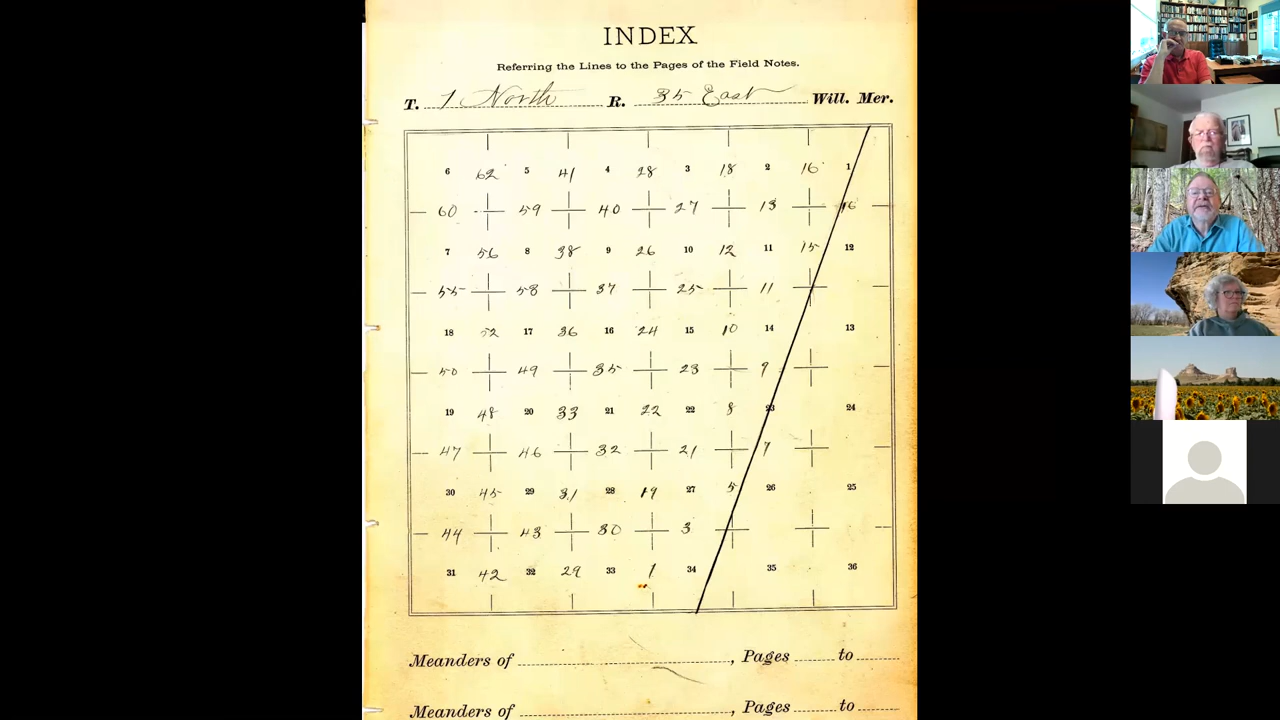 INDEX
Referring the Lines to the Pages of the Field Notes.
T. 1 North R. 35 East Will. Mer.
6 62 5 41 4 28 3 18 2 16 1
60 59 40 27 13 16
7 56 8 38 9 26 10 12 11 15 12
55 58 37 25 11
18 52 17 36 16 24 15 10 14 13
50 49 35 23 9
19 48 20 33 21 22 22 8 23 24
47 46 32 21 7
30 45 29 31 28 19 27 5 26 25
44 43 30 3
31 42 32 29 33 1 34 35 36
Meanders of , Pages to
Meanders of , Pages to